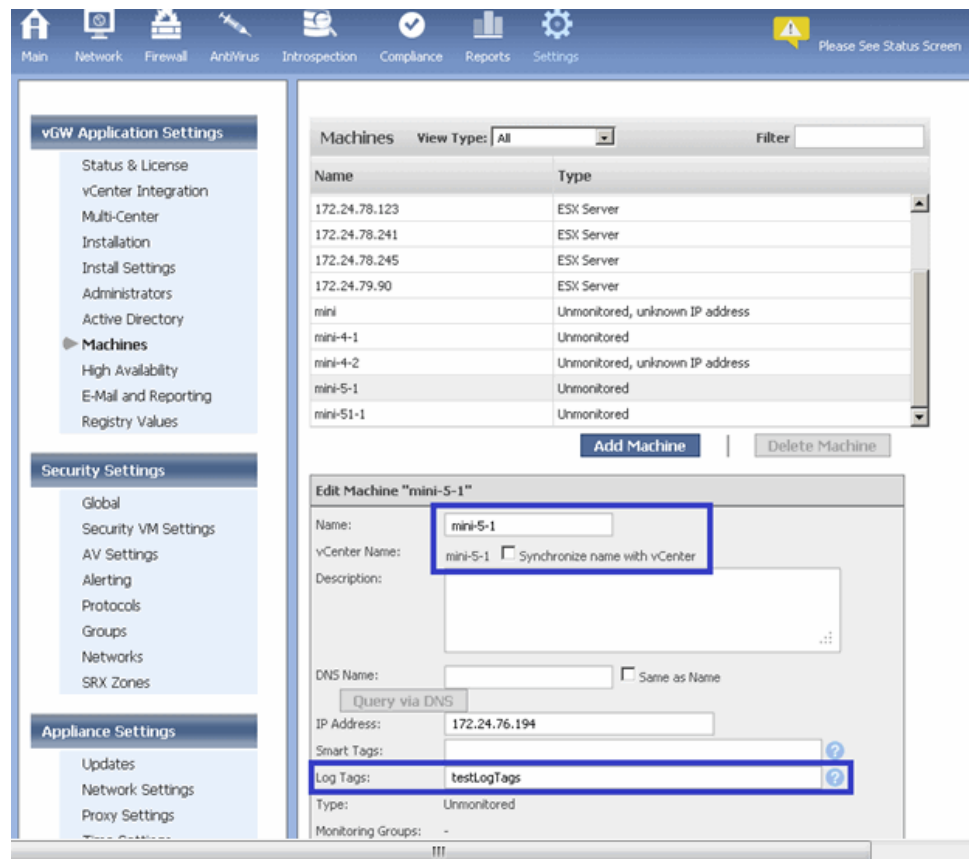 Main Network Firewall AntiVirus Introspection Compliance Reports Settings Please See Status Screen
vGW Application Settings
Status & License
vCenter Integration
Multi-Center
Installation
Install Settings
Administrators
Active Directory
Machines
High Availability
E-Mail and Reporting
Registry Values
Security Settings
Global
Security VM Settings
AV Settings
Alerting
Protocols
Groups
Networks
SRX Zones
Appliance Settings
Updates
Network Settings
Proxy Settings
Machines View Type: All Filter
Name Type
172.24.78.123 ESX Server
172.24.78.241 ESX Server
172.24.78.245 ESX Server
172.24.79.90 ESX Server
mini Unmonitored, unknown IP address
mini-4-1 Unmonitored
mini-4-2 Unmonitored, unknown IP address
mini-5-1 Unmonitored
mini-51-1 Unmonitored
Add Machine | Delete Machine
Edit Machine "mini-5-1"
Name: mini-5-1
vCenter Name: mini-5-1 Synchronize name with vCenter
Description:
DNS Name: Same as Name
Query via DNS
IP Address: 172.24.76.194
Smart Tags: ?
Log Tags: testLogTags ?
Type: Unmonitored
Monitoring Groups: -